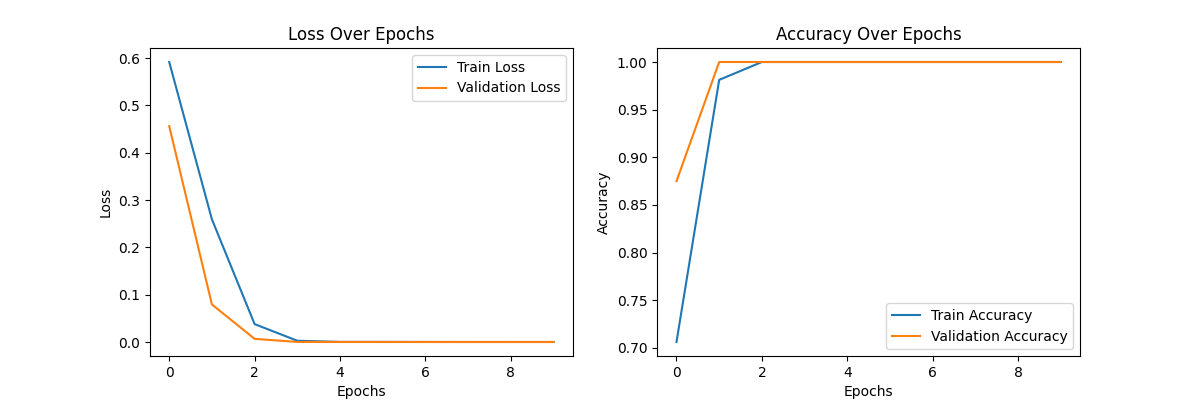 Loss Over Epochs
0.6
0.5
0.4
0.3
0.2
0.1
0.0
Loss
Train Loss
Validation Loss
0 2 4 6 8
Epochs
Accuracy Over Epochs
1.00
0.95
0.90
0.85
0.80
0.75
0.70
Accuracy
Train Accuracy
Validation Accuracy
0 2 4 6 8
Epochs